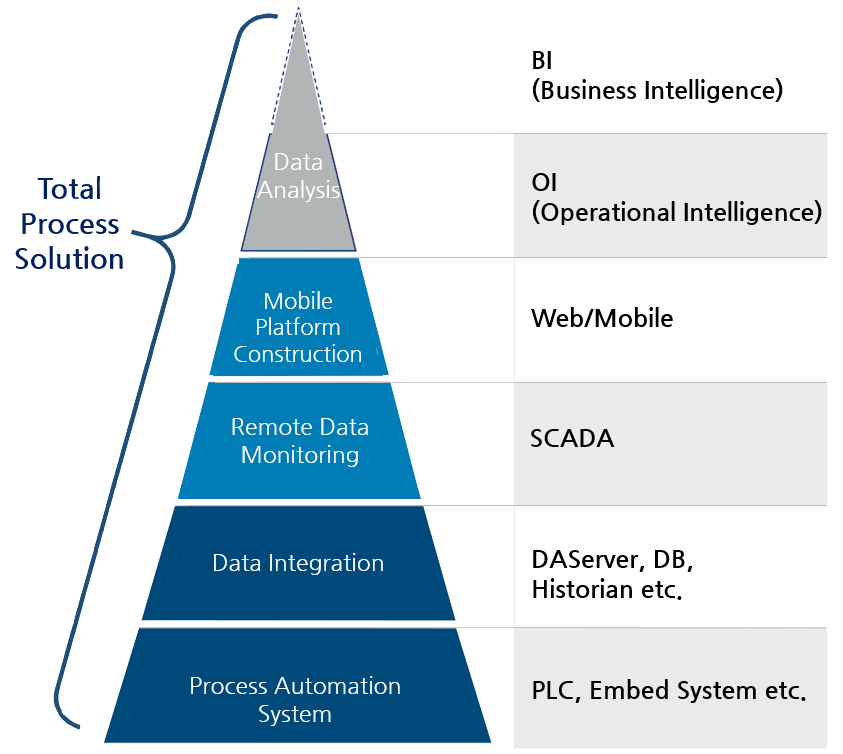 Total
Process
Solution
Data
Analysis
Mobile
Platform
Construction
Remote Data
Monitoring
Data Integration
Process Automation
System
BI
(Business Intelligence)
OI
(Operational Intelligence)
Web/Mobile
SCADA
DAServer, DB,
Historian etc.
PLC, Embed System etc.